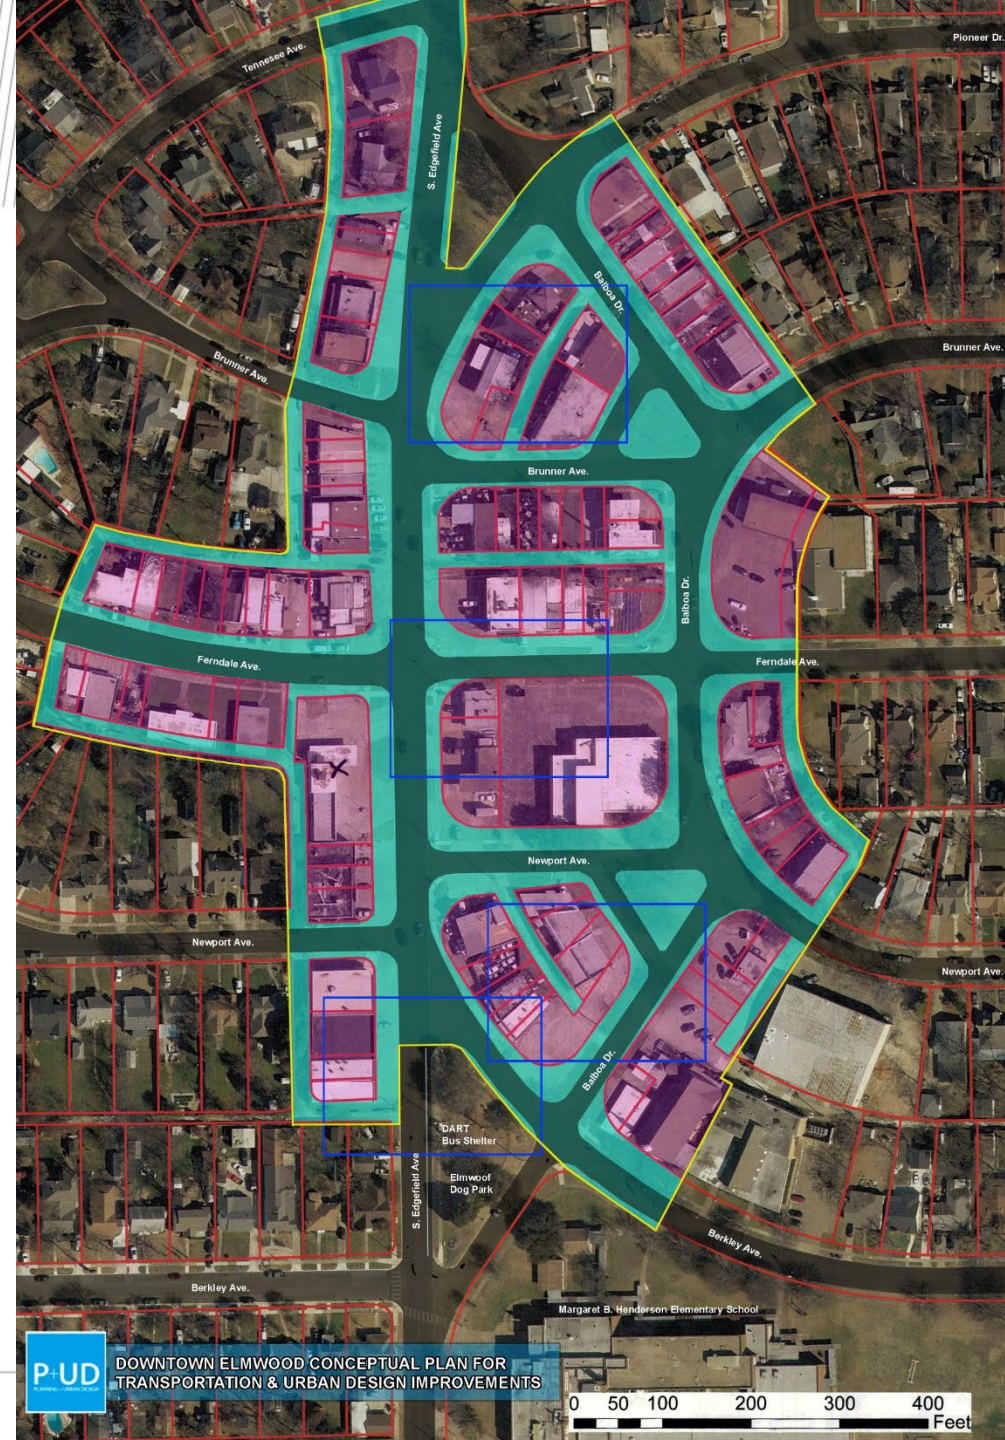 Pioneer Dr.
Tennesee Ave.
S. Edgefield Ave
Balboa Dr.
Brunner Ave.
Brunner Ave.
Brunner Ave.
Balboa Dr.
Ferndale Ave.
Ferndale Ave.
Newport Ave.
Newport Ave.
Newport Ave.
Balboa Dr.
DART
Bus Shelter
S. Edgefield Ave
Elmwoof
Dog Park
Berkley Ave.
Berkley Ave.
Margaret B. Henderson Elementary School
P+UD
PLANNING + URBAN DESIGN
DOWNTOWN ELMWOOD CONCEPTUAL PLAN FOR
TRANSPORTATION & URBAN DESIGN IMPROVEMENTS
0 50 100 200 300 400
Feet